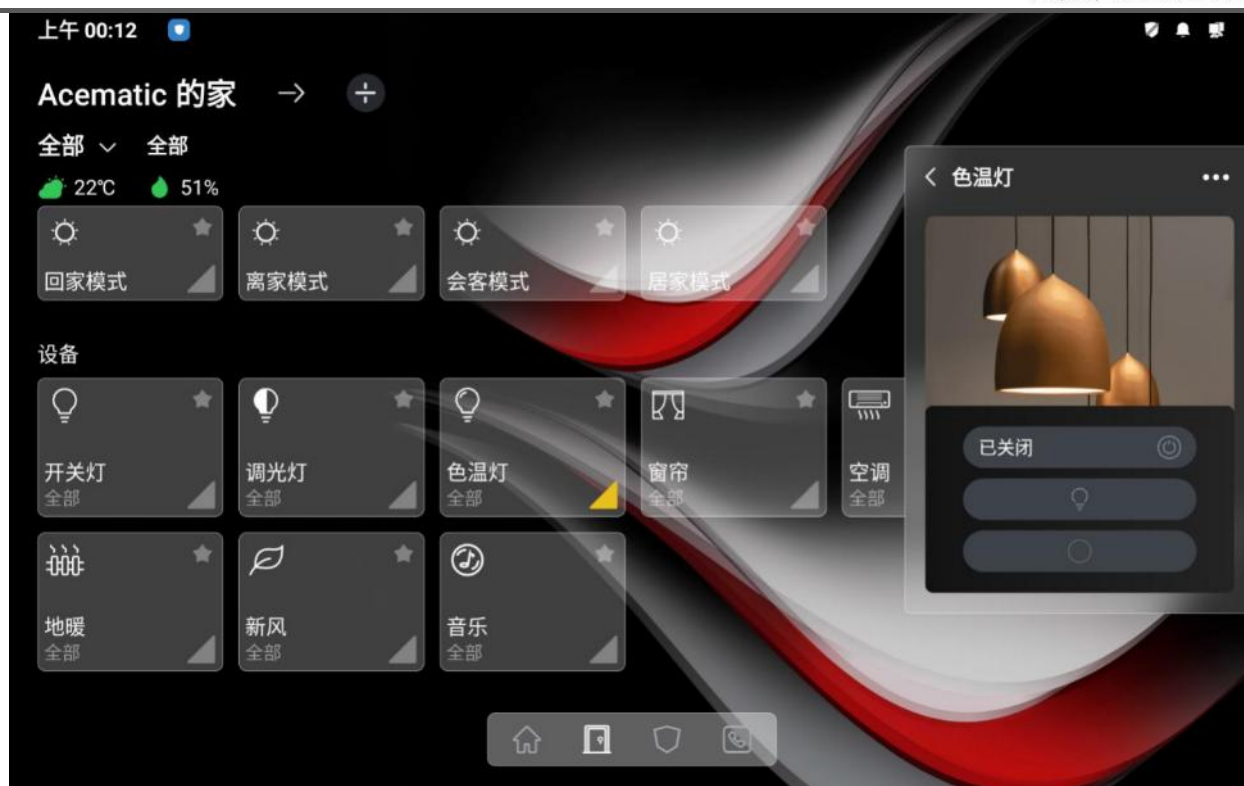 上午 00:12
Acematic 的家
全部 全部
22℃ 51%
回家模式
离家模式
会客模式
居家模式
设备
开关灯
全部
调光灯
全部
色温灯
全部
窗帘
全部
空调
全部
地暖
全部
新风
全部
音乐
全部
色温灯
已关闭